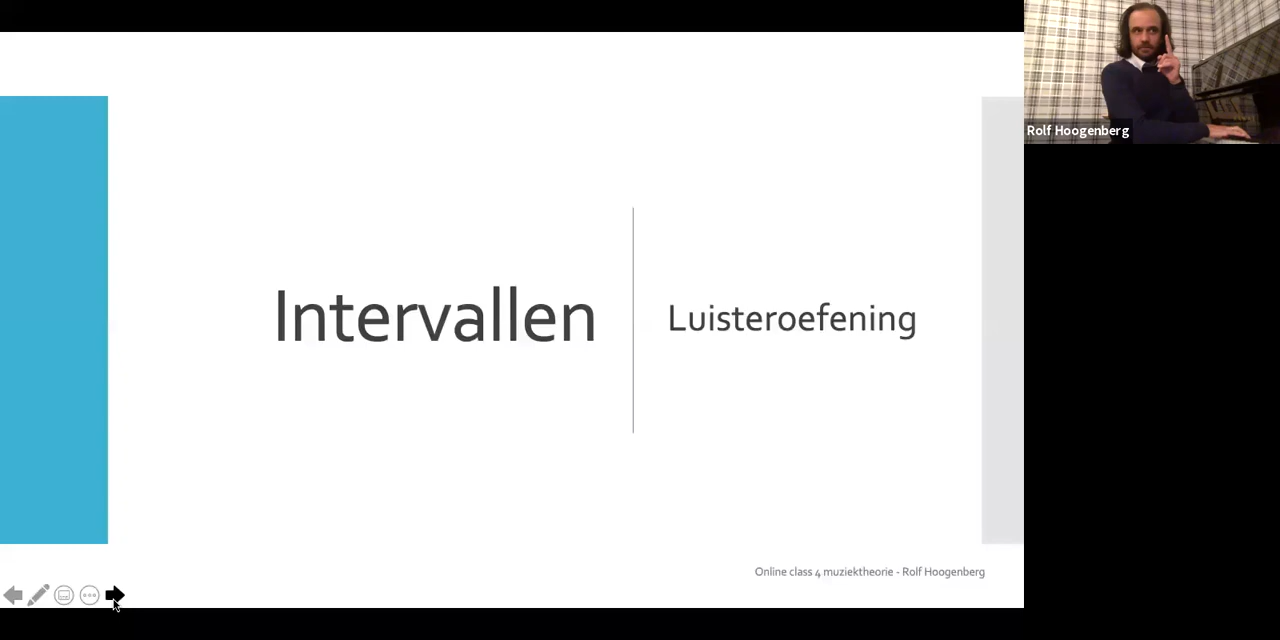 Rolf Hoogenberg
Intervallen
Luisteroefening
Online class 4 muziektheorie - Rolf Hoogenberg